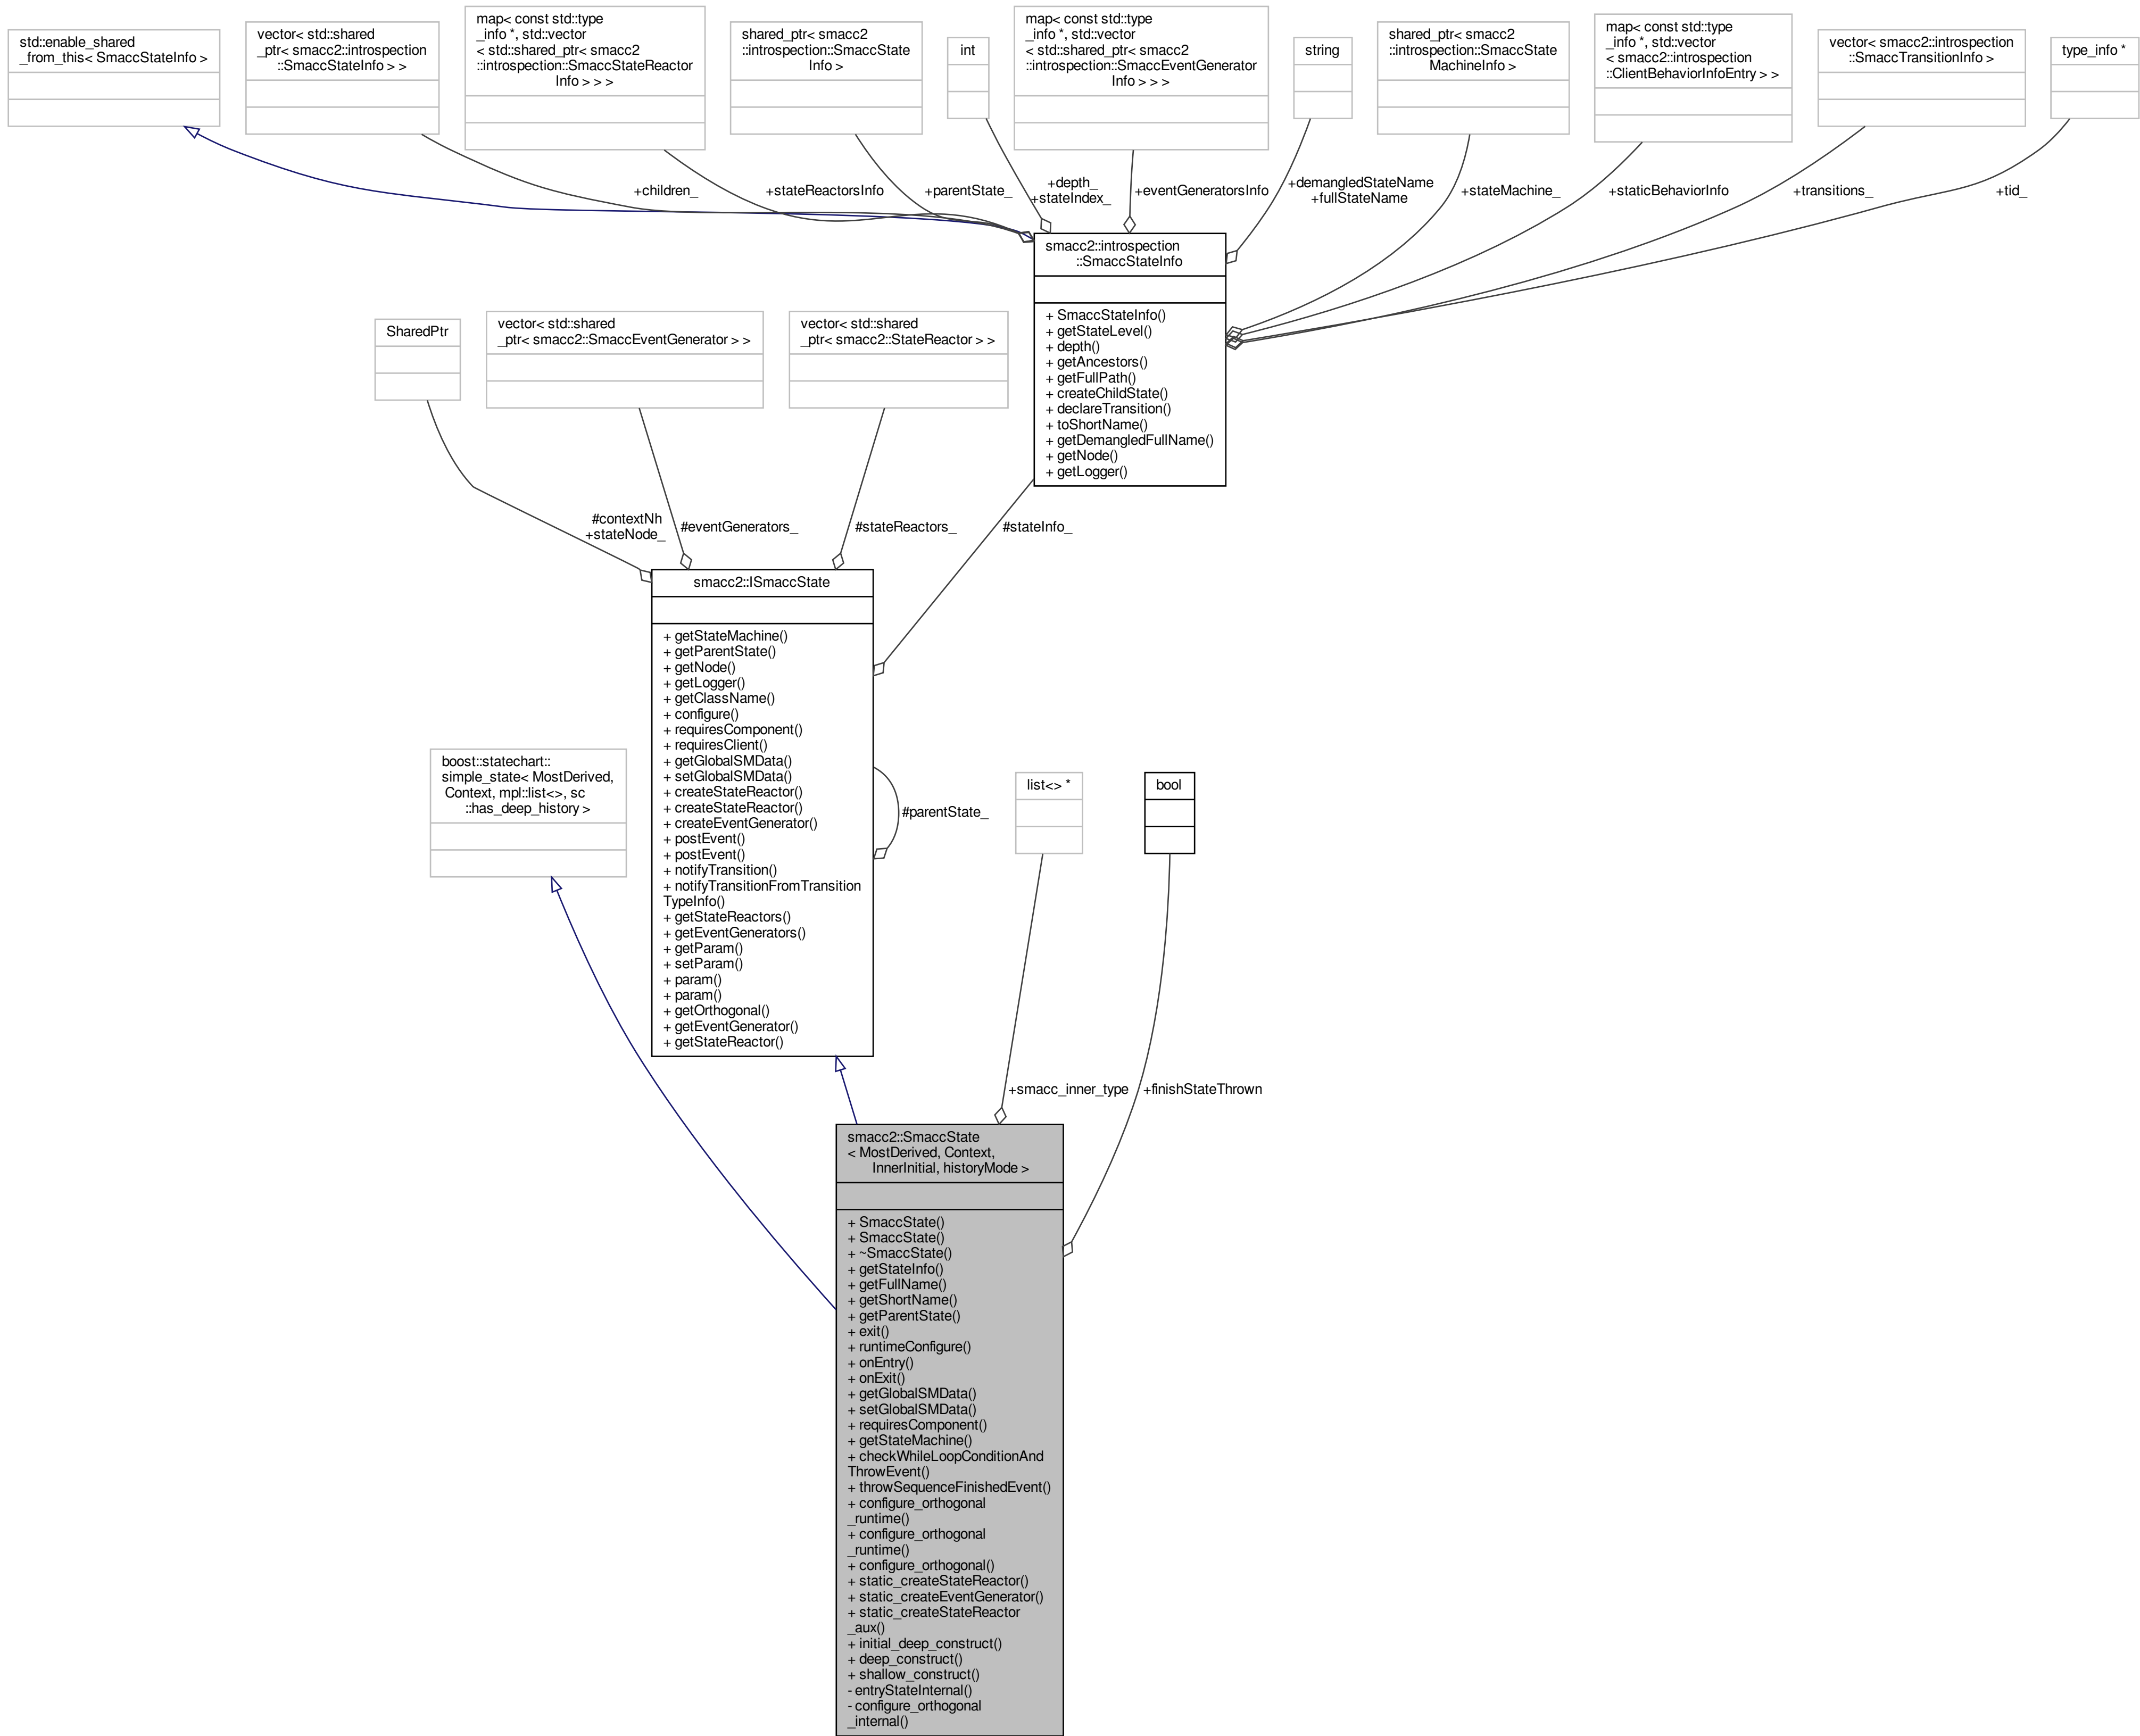 std::enable_shared
_from_this< SmaccStateInfo >
vector< std::shared
_ptr< smacc2::introspection
::SmaccStateInfo > >
map< const std::type
_info *, std::vector
< std::shared_ptr< smacc2
::introspection::SmaccStateReactor
Info > > >
shared_ptr< smacc2
::introspection::SmaccState
Info >
int
map< const std::type
_info *, std::vector
< std::shared_ptr< smacc2
::introspection::SmaccEventGenerator
Info > > >
string
shared_ptr< smacc2
::introspection::SmaccState
MachineInfo >
map< const std::type
_info *, std::vector
< smacc2::introspection
::ClientBehaviorInfoEntry > >
vector< smacc2::introspection
::SmaccTransitionInfo >
type_info *
+children_
+stateReactorsInfo
+parentState_
+depth_
+stateIndex_
+eventGeneratorsInfo
+demangledStateName
+fullStateName
+stateMachine_
+staticBehaviorInfo
+transitions_
+tid_
smacc2::introspection
::SmaccStateInfo
+ SmaccStateInfo()
+ getStateLevel()
+ depth()
+ getAncestors()
+ getFullPath()
+ createChildState()
+ declareTransition()
+ toShortName()
+ getDemangledFullName()
+ getNode()
+ getLogger()
SharedPtr
vector< std::shared
_ptr< smacc2::SmaccEventGenerator > >
vector< std::shared
_ptr< smacc2::StateReactor > >
#contextNh
+stateNode_
#eventGenerators_
#stateReactors_
#stateInfo_
smacc2::ISmaccState
+ getStateMachine()
+ getParentState()
+ getNode()
+ getLogger()
+ getClassName()
+ configure()
+ requiresComponent()
+ requiresClient()
+ getGlobalSMData()
+ setGlobalSMData()
+ createStateReactor()
+ createStateReactor()
+ createEventGenerator()
+ postEvent()
+ postEvent()
+ notifyTransition()
+ notifyTransitionFromTransition
TypeInfo()
+ getStateReactors()
+ getEventGenerators()
+ getParam()
+ setParam()
+ param()
+ param()
+ getOrthogonal()
+ getEventGenerator()
+ getStateReactor()
#parentState_
boost::statechart::
simple_state< MostDerived,
Context, mpl::list<>, sc
::has_deep_history >
list<> *
bool
+smacc_inner_type
+finishStateThrown
smacc2::SmaccState
< MostDerived, Context,
InnerInitial, historyMode >
+ SmaccState()
+ SmaccState()
+ ~SmaccState()
+ getStateInfo()
+ getFullName()
+ getShortName()
+ getParentState()
+ exit()
+ runtimeConfigure()
+ onEntry()
+ onExit()
+ getGlobalSMData()
+ setGlobalSMData()
+ requiresComponent()
+ getStateMachine()
+ checkWhileLoopConditionAnd
ThrowEvent()
+ throwSequenceFinishedEvent()
+ configure_orthogonal
_runtime()
+ configure_orthogonal
_runtime()
+ configure_orthogonal()
+ static_createStateReactor()
+ static_createEventGenerator()
+ static_createStateReactor
_aux()
+ initial_deep_construct()
+ deep_construct()
+ shallow_construct()
- entryStateInternal()
- configure_orthogonal
_internal()